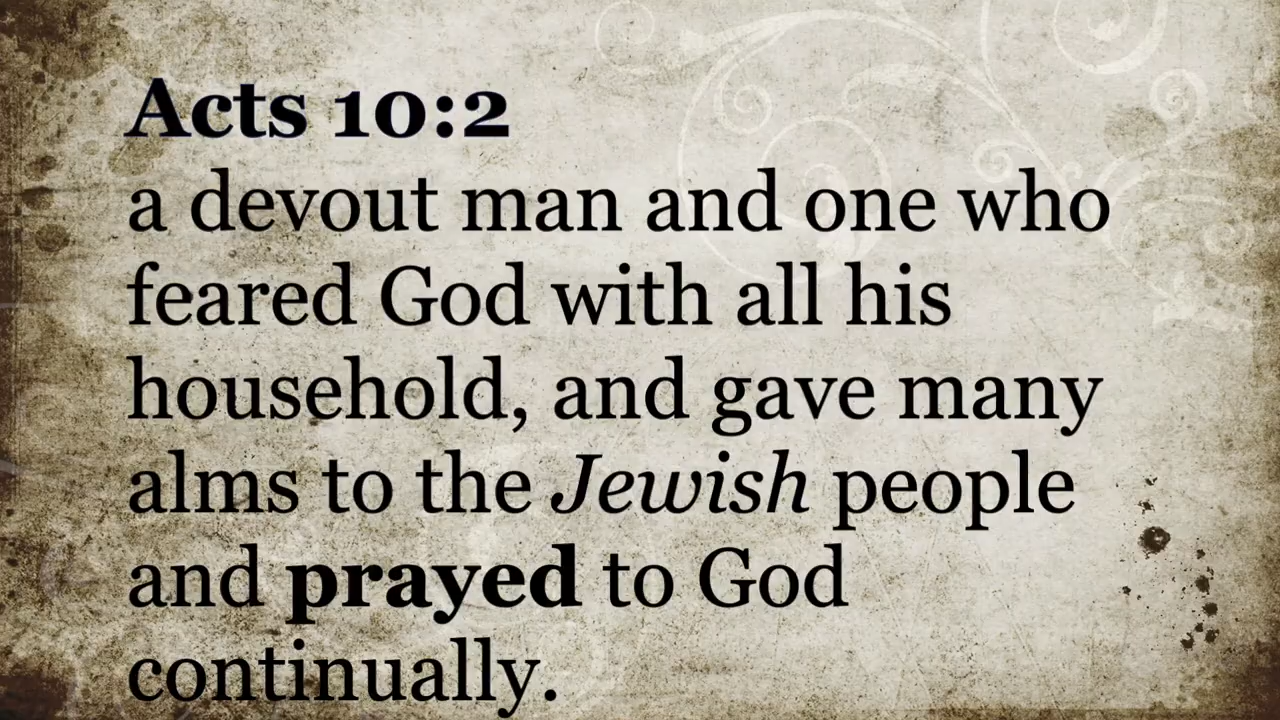 Acts 10:2
a devout man and one who
feared God with all his
household, and gave many
alms to the Jewish people
and prayed to God
continually.